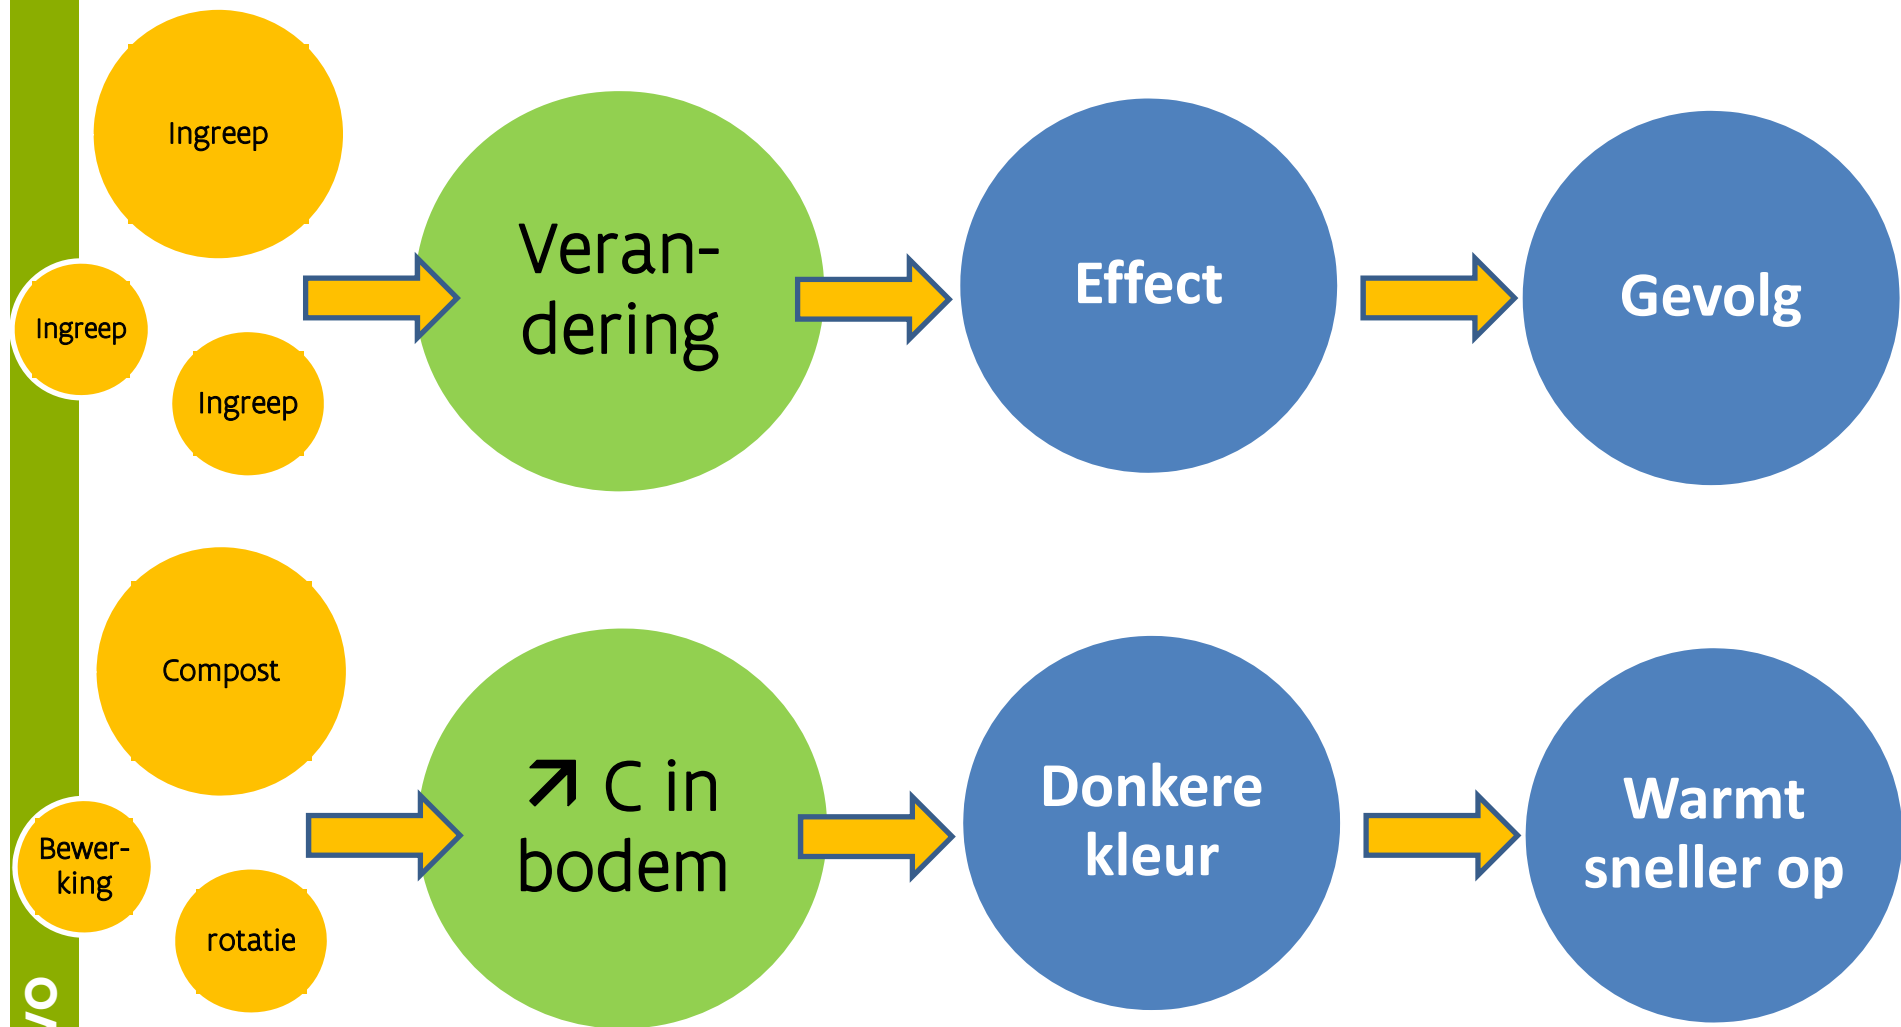 Ingreep
Ingreep
Ingreep
Veran-
dering
Effect
Gevolg
Compost
Bewer-
king
rotatie
↗ C in
bodem
Donkere
kleur
Warmt
sneller op